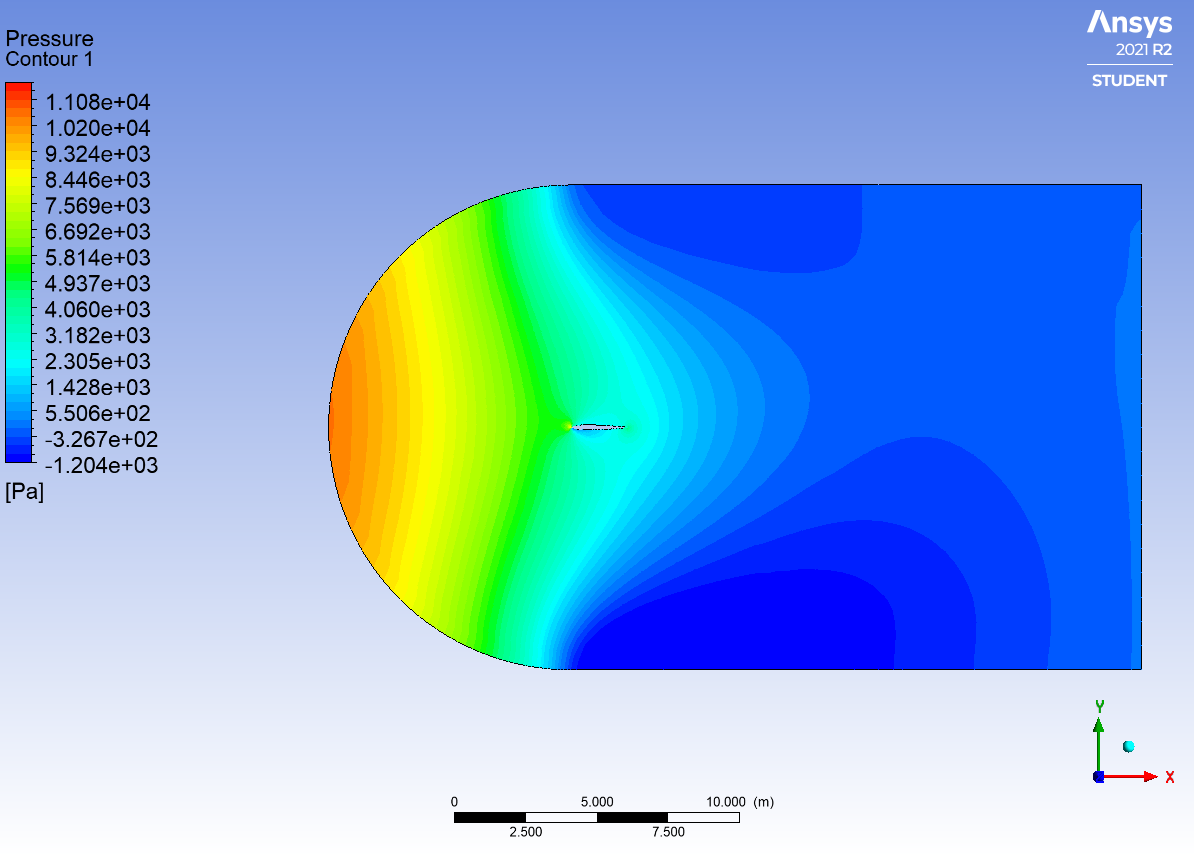 Pressure
Contour 1
1.108e+04
1.020e+04
9.324e+03
8.446e+03
7.569e+03
6.692e+03
5.814e+03
4.937e+03
4.060e+03
3.182e+03
2.305e+03
1.428e+03
5.506e+02
-3.267e+02
-1.204e+03
[Pa]
Ansys
2021 R2
STUDENT
Y
X
0 5.000 10.000 (m)
2.500 7.500